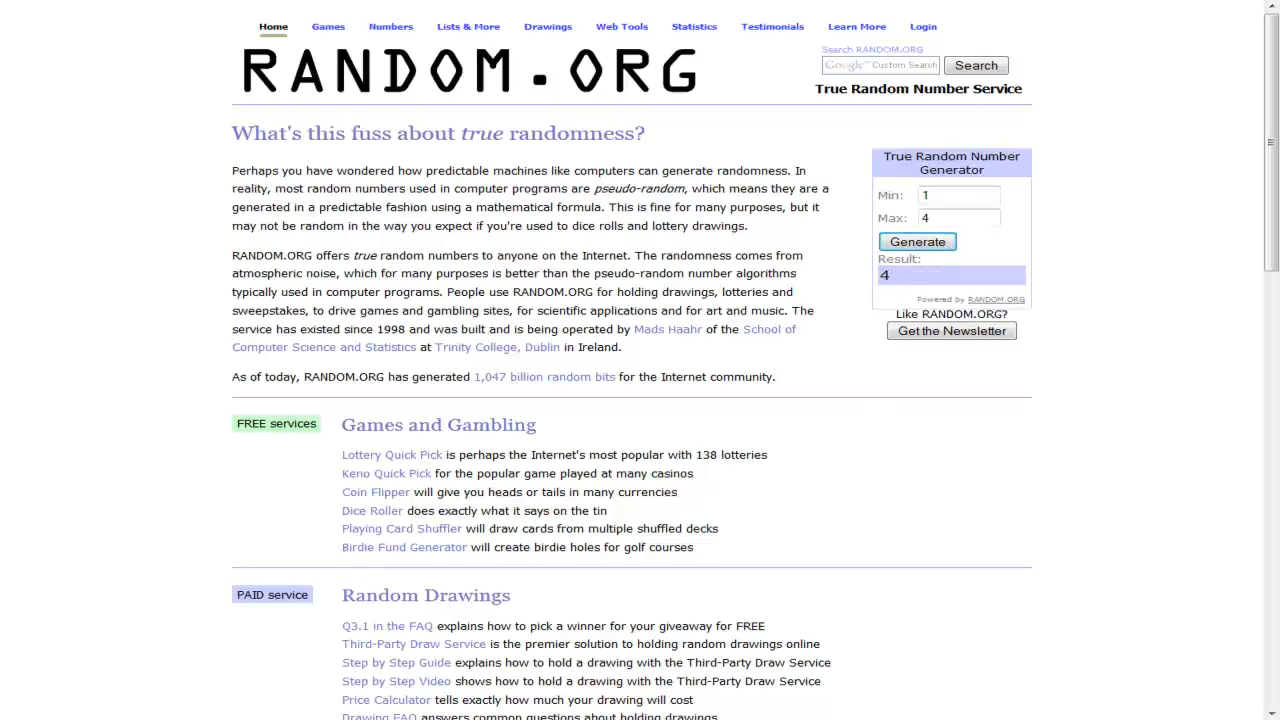 Home Games Numbers Lists & More Drawings Web Tools Statistics Testimonials Learn More Login
RANDOM.ORG
Search RANDOM.ORG
Google™ Custom Search Search
True Random Number Service
What's this fuss about true randomness?
Perhaps you have wondered how predictable machines like computers can generate randomness. In
reality, most random numbers used in computer programs are pseudo-random, which means they are a
generated in a predictable fashion using a mathematical formula. This is fine for many purposes, but it
may not be random in the way you expect if you're used to dice rolls and lottery drawings.
RANDOM.ORG offers true random numbers to anyone on the Internet. The randomness comes from
atmospheric noise, which for many purposes is better than the pseudo-random number algorithms
typically used in computer programs. People use RANDOM.ORG for holding drawings, lotteries and
sweepstakes, to drive games and gambling sites, for scientific applications and for art and music. The
service has existed since 1998 and was built and is being operated by Mads Haahr of the School of
Computer Science and Statistics at Trinity College, Dublin in Ireland.
As of today, RANDOM.ORG has generated 1,047 billion random bits for the Internet community.
True Random Number
Generator
Min: 1
Max: 4
Generate
Result:
4
Powered by RANDOM.ORG
Like RANDOM.ORG?
Get the Newsletter
FREE services
Games and Gambling
Lottery Quick Pick is perhaps the Internet's most popular with 138 lotteries
Keno Quick Pick for the popular game played at many casinos
Coin Flipper will give you heads or tails in many currencies
Dice Roller does exactly what it says on the tin
Playing Card Shuffler will draw cards from multiple shuffled decks
Birdie Fund Generator will create birdie holes for golf courses
PAID service
Random Drawings
Q3.1 in the FAQ explains how to pick a winner for your giveaway for FREE
Third-Party Draw Service is the premier solution to holding random drawings online
Step by Step Guide explains how to hold a drawing with the Third-Party Draw Service
Step by Step Video shows how to hold a drawing with the Third-Party Draw Service
Price Calculator tells exactly how much your drawing will cost
Drawing FAQ answers common questions about holding drawings